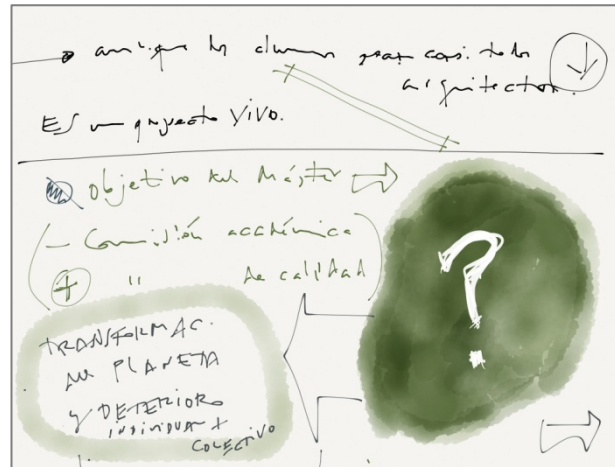 aunque los alumnos sean casi todos
arquitectos.
Es un proyecto vivo.
objetivo del Máster
- Comisión académica
+ " de calidad
?
TRANSFORMAC.
DEL PLANETA
y DETERIORO
INDIVIDUAL +
COLECTIVO